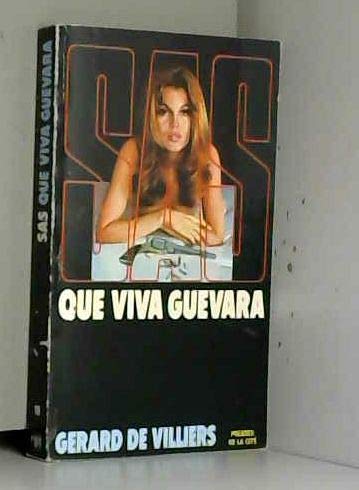 SAS QUE VIVA GUEVARA
SAS
QUE VIVA GUEVARA
GERARD DE VILLIERS
PRESSES
DE LA CITÉ